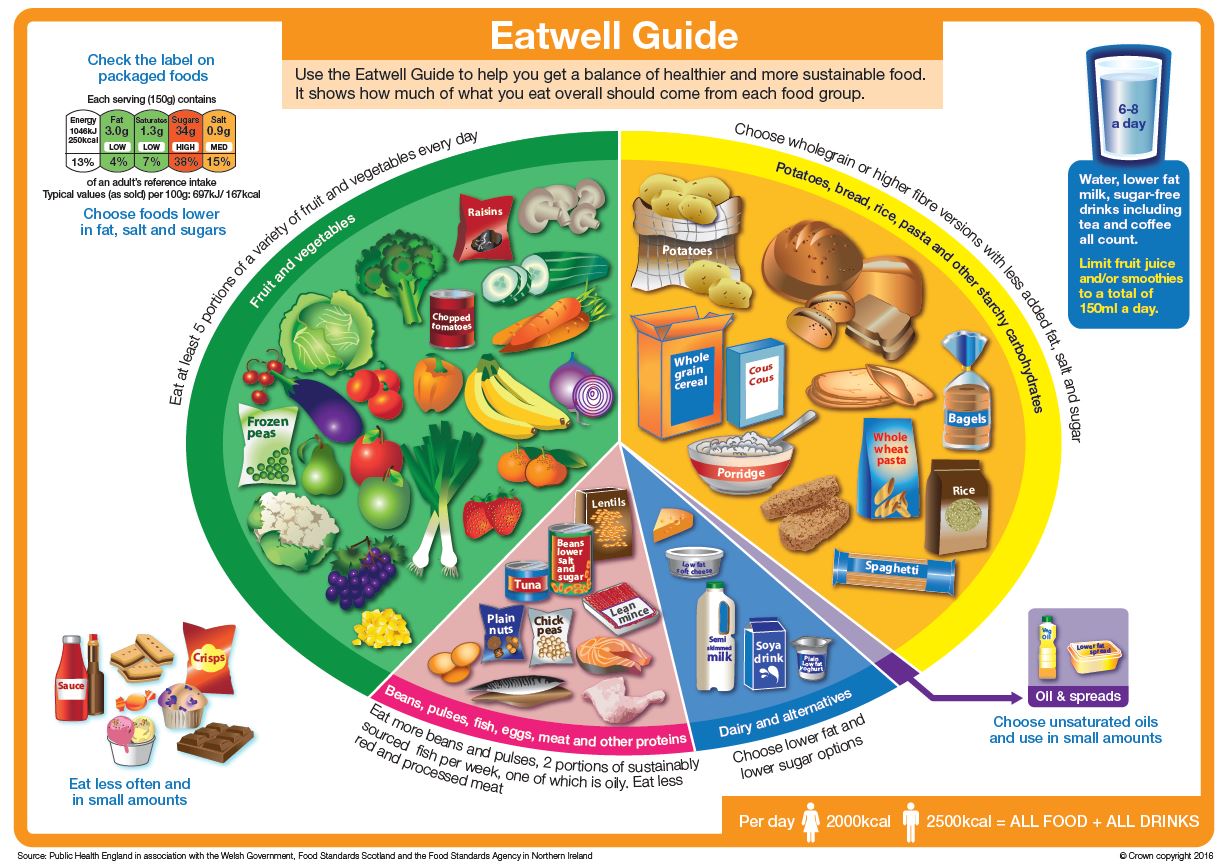 Eatwell Guide
Use the Eatwell Guide to help you get a balance of healthier and more sustainable food.
It shows how much of what you eat overall should come from each food group.
Check the label on
packaged foods
Each serving (150g) contains
Energy
1046kJ
250kcal
13%
Fat
3.0g
LOW
4%
Saturates
1.3g
LOW
7%
Sugars
34g
HIGH
38%
Salt
0.9g
MED
15%
of an adult's reference intake
Typical values (as sold) per 100g: 697kJ/ 167kcal
Choose foods lower
in fat, salt and sugars
6-8
a day
Water, lower fat
milk, sugar-free
drinks including
tea and coffee
all count.
Limit fruit juice
and/or smoothies
to a total of
150ml a day.
Eat at least 5 portions of a variety of fruit and vegetables every day
Fruit and vegetables
Raisins
Chopped
tomatoes
Frozen
peas
Choose wholegrain or higher fibre versions with less added fat, salt and sugar
Potatoes, bread, rice, pasta and other starchy carbohydrates
Potatoes
Whole
grain
cereal
Cous
Cous
Bagels
Porridge
Whole
wheat
pasta
Rice
Spaghetti
Lentils
Beans
lower
salt
and
sugar
Tuna
Plain
nuts
Chick
peas
Lean
mince
Beans, pulses, fish, eggs, meat and other proteins
Eat more beans and pulses, 2 portions of sustainably
sourced fish per week, one of which is oily. Eat less
red and processed meat
Low fat
soft cheese
Semi
skimmed
milk
Soya
drink
Plain
Low fat
yoghurt
Dairy and alternatives
Choose lower fat and
lower sugar options
Veg
oil
Lower fat
spread
Oil & spreads
Choose unsaturated oils
and use in small amounts
Sauce
Crisps
Eat less often and
in small amounts
Per day 2000kcal 2500kcal = ALL FOOD + ALL DRINKS
Source: Public Health England in association with the Welsh Government, Food Standards Scotland and the Food Standards Agency in Northern Ireland
© Crown copyright 2016